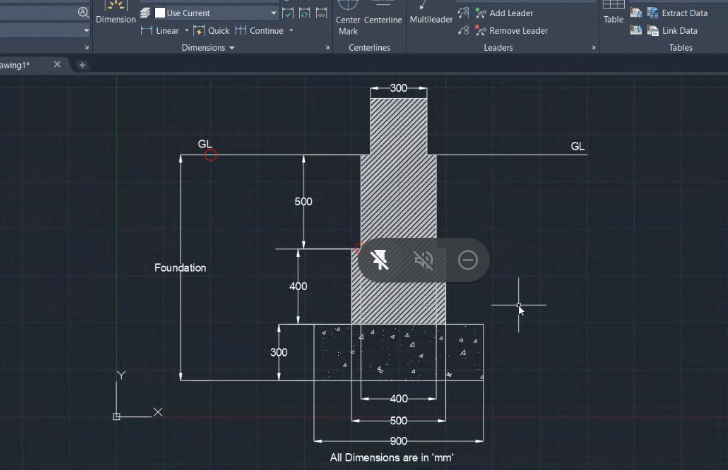 Dimension
Use Current
Linear
Quick
Continue
Dimensions
Center
Mark
Centerline
Centerlines
Multileader
Add Leader
Remove Leader
Leaders
Table
Extract Data
Link Data
Tables
awing1*
300
GL
GL
500
Foundation
400
300
400
500
900
Y
X
All Dimensions are in 'mm'